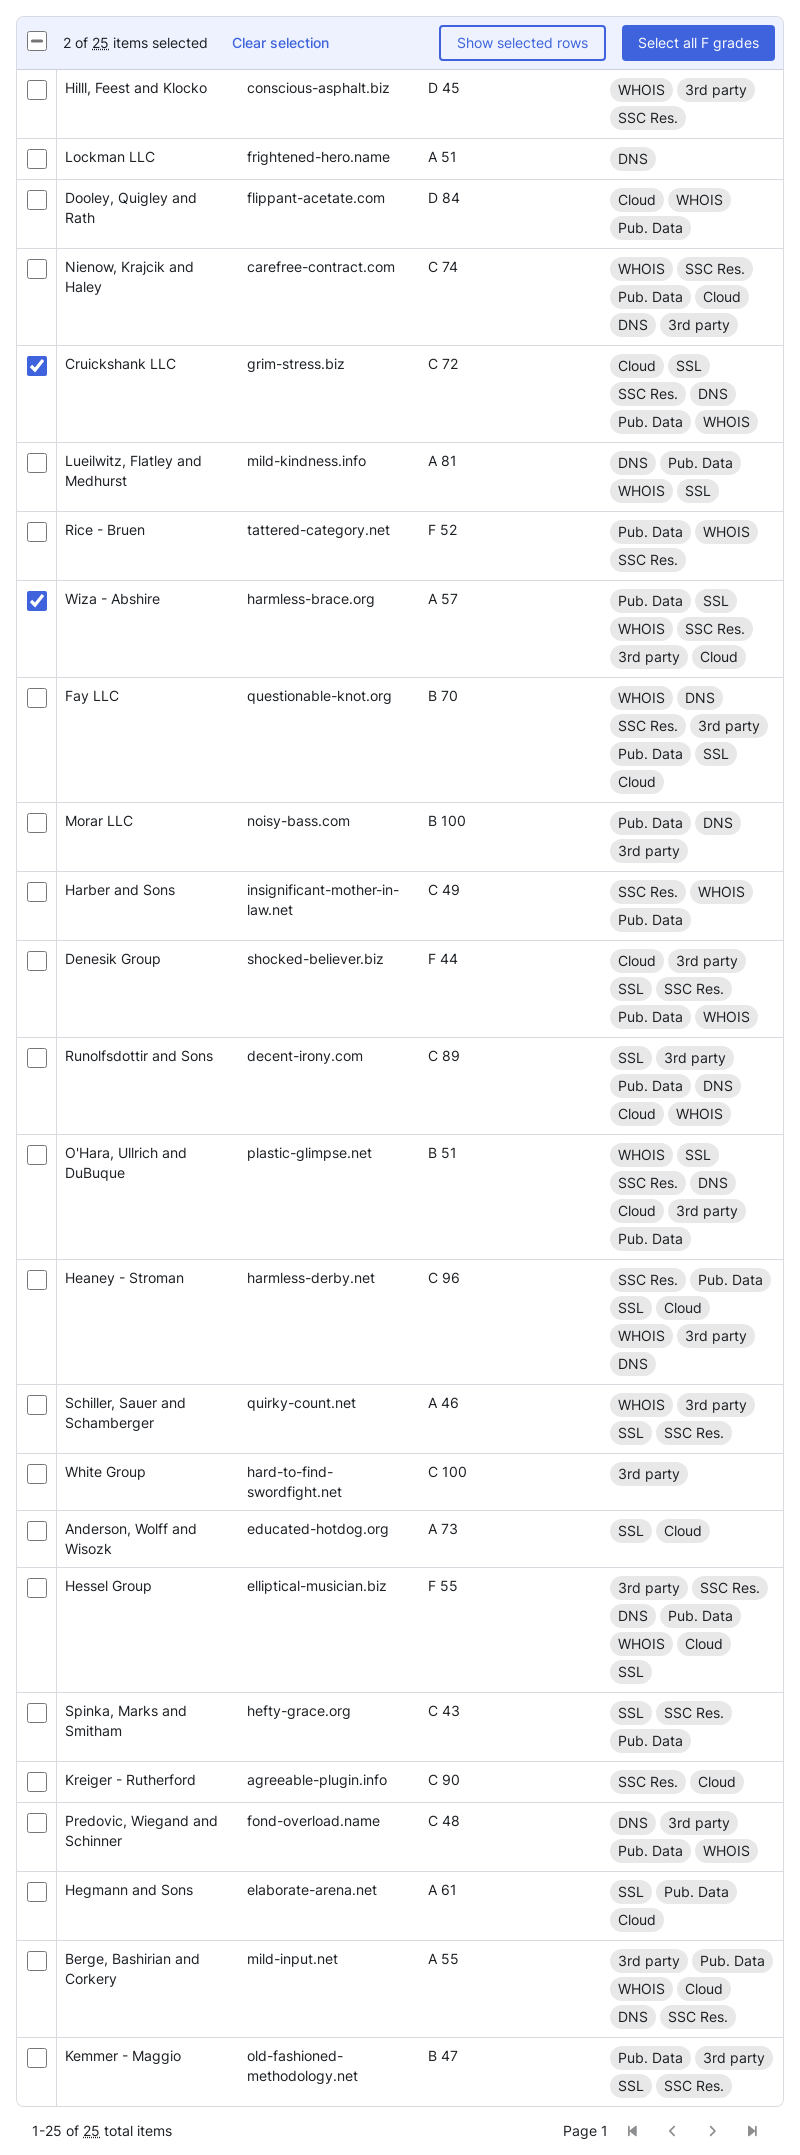 2 of 25 items selected Clear selection Show selected rows Select all F grades
Hilll, Feest and Klocko conscious-asphalt.biz D 45 WHOIS 3rd party
SSC Res.
Lockman LLC frightened-hero.name A 51 DNS
Dooley, Quigley and flippant-acetate.com D 84 Cloud WHOIS
Rath Pub. Data
Nienow, Krajcik and carefree-contract.com C 74 WHOIS SSC Res.
Haley Pub. Data Cloud
DNS 3rd party
Cruickshank LLC grim-stress.biz C 72 Cloud SSL
SSC Res. DNS
Pub. Data WHOIS
Lueilwitz, Flatley and mild-kindness.info A 81 DNS Pub. Data
Medhurst WHOIS SSL
Rice - Bruen tattered-category.net F 52 Pub. Data WHOIS
SSC Res.
Wiza - Abshire harmless-brace.org A 57 Pub. Data SSL
WHOIS SSC Res.
3rd party Cloud
Fay LLC questionable-knot.org B 70 WHOIS DNS
SSC Res. 3rd party
Pub. Data SSL
Cloud
Morar LLC noisy-bass.com B 100 Pub. Data DNS
3rd party
Harber and Sons insignificant-mother-in- C 49 SSC Res. WHOIS
law.net Pub. Data
Denesik Group shocked-believer.biz F 44 Cloud 3rd party
SSL SSC Res.
Pub. Data WHOIS
Runolfsdottir and Sons decent-irony.com C 89 SSL 3rd party
Pub. Data DNS
Cloud WHOIS
O'Hara, Ullrich and plastic-glimpse.net B 51 WHOIS SSL
DuBuque SSC Res. DNS
Cloud 3rd party
Pub. Data
Heaney - Stroman harmless-derby.net C 96 SSC Res. Pub. Data
SSL Cloud
WHOIS 3rd party
DNS
Schiller, Sauer and quirky-count.net A 46 WHOIS 3rd party
Schamberger SSL SSC Res.
White Group hard-to-find- C 100 3rd party
swordfight.net
Anderson, Wolff and educated-hotdog.org A 73 SSL Cloud
Wisozk
Hessel Group elliptical-musician.biz F 55 3rd party SSC Res.
DNS Pub. Data
WHOIS Cloud
SSL
Spinka, Marks and hefty-grace.org C 43 SSL SSC Res.
Smitham Pub. Data
Kreiger - Rutherford agreeable-plugin.info C 90 SSC Res. Cloud
Predovic, Wiegand and fond-overload.name C 48 DNS 3rd party
Schinner Pub. Data WHOIS
Hegmann and Sons elaborate-arena.net A 61 SSL Pub. Data
Cloud
Berge, Bashirian and mild-input.net A 55 3rd party Pub. Data
Corkery WHOIS Cloud
DNS SSC Res.
Kemmer - Maggio old-fashioned- B 47 Pub. Data 3rd party
methodology.net SSL SSC Res.
1-25 of 25 total items Page 1